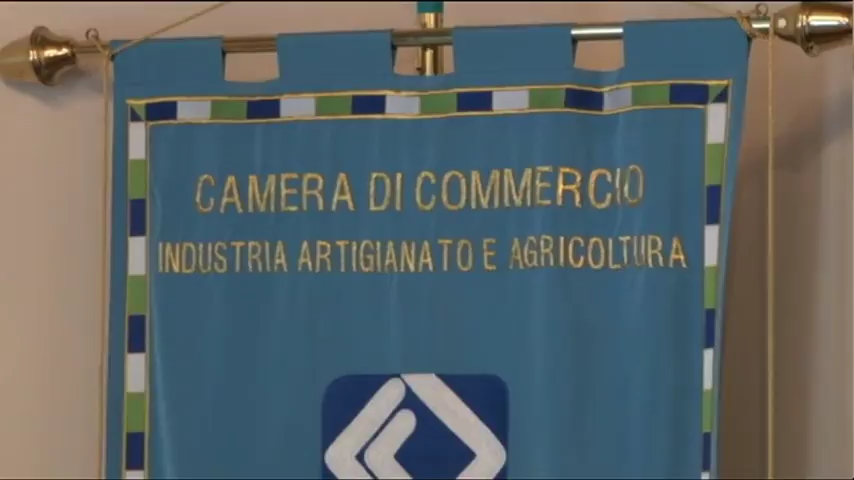 CAMERA DI COMMERCIO
INDUSTRIA ARTIGIANATO E AGRICOLTURA